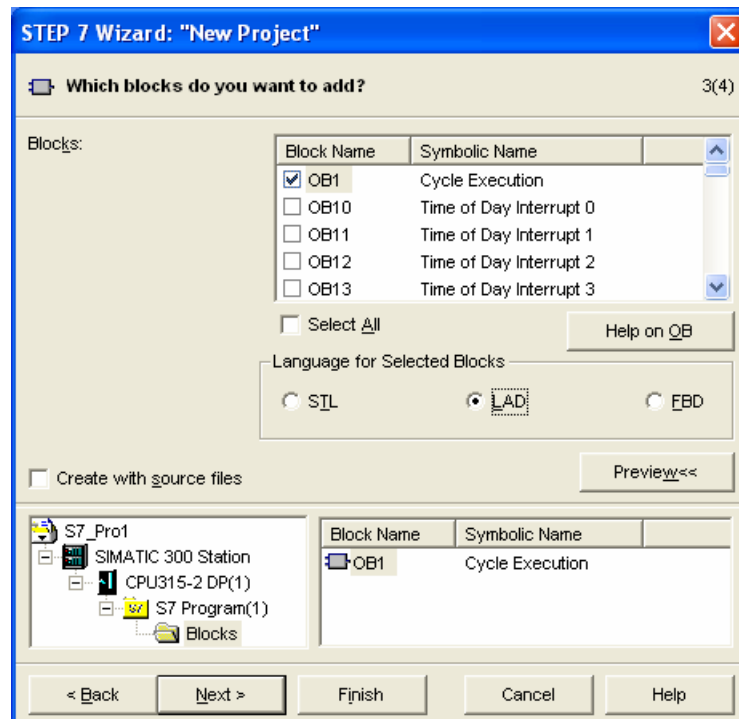 STEP 7 Wizard: "New Project"
Which blocks do you want to add? 3(4)
Blocks:
Block Name Symbolic Name
OB1 Cycle Execution
OB10 Time of Day Interrupt 0
OB11 Time of Day Interrupt 1
OB12 Time of Day Interrupt 2
OB13 Time of Day Interrupt 3
Select All
Help on OB
Language for Selected Blocks
STL LAD FBD
Create with source files
Preview<<
S7_Pro1
SIMATIC 300 Station
CPU315-2 DP(1)
S7 Program(1)
Blocks
Block Name Symbolic Name
OB1 Cycle Execution
< Back Next > Finish Cancel Help